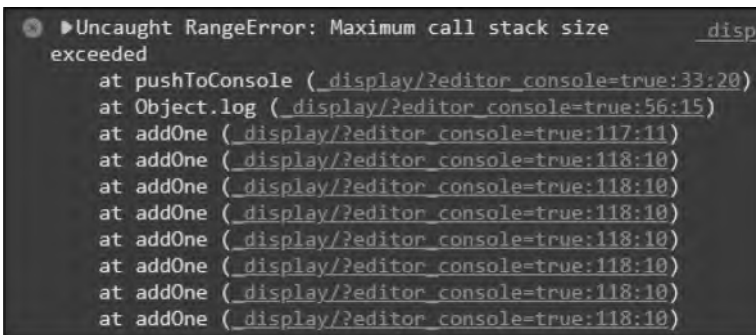 ▶Uncaught RangeError: Maximum call stack size _disp
exceeded
at pushToConsole (_display/?editor_console=true:33:20)
at Object.log (_display/?editor_console=true:56:15)
at addOne (_display/?editor_console=true:117:11)
at addOne (_display/?editor_console=true:118:10)
at addOne (_display/?editor_console=true:118:10)
at addOne (_display/?editor_console=true:118:10)
at addOne (_display/?editor_console=true:118:10)
at addOne (_display/?editor_console=true:118:10)
at addOne (_display/?editor_console=true:118:10)
at addOne (_display/?editor_console=true:118:10)